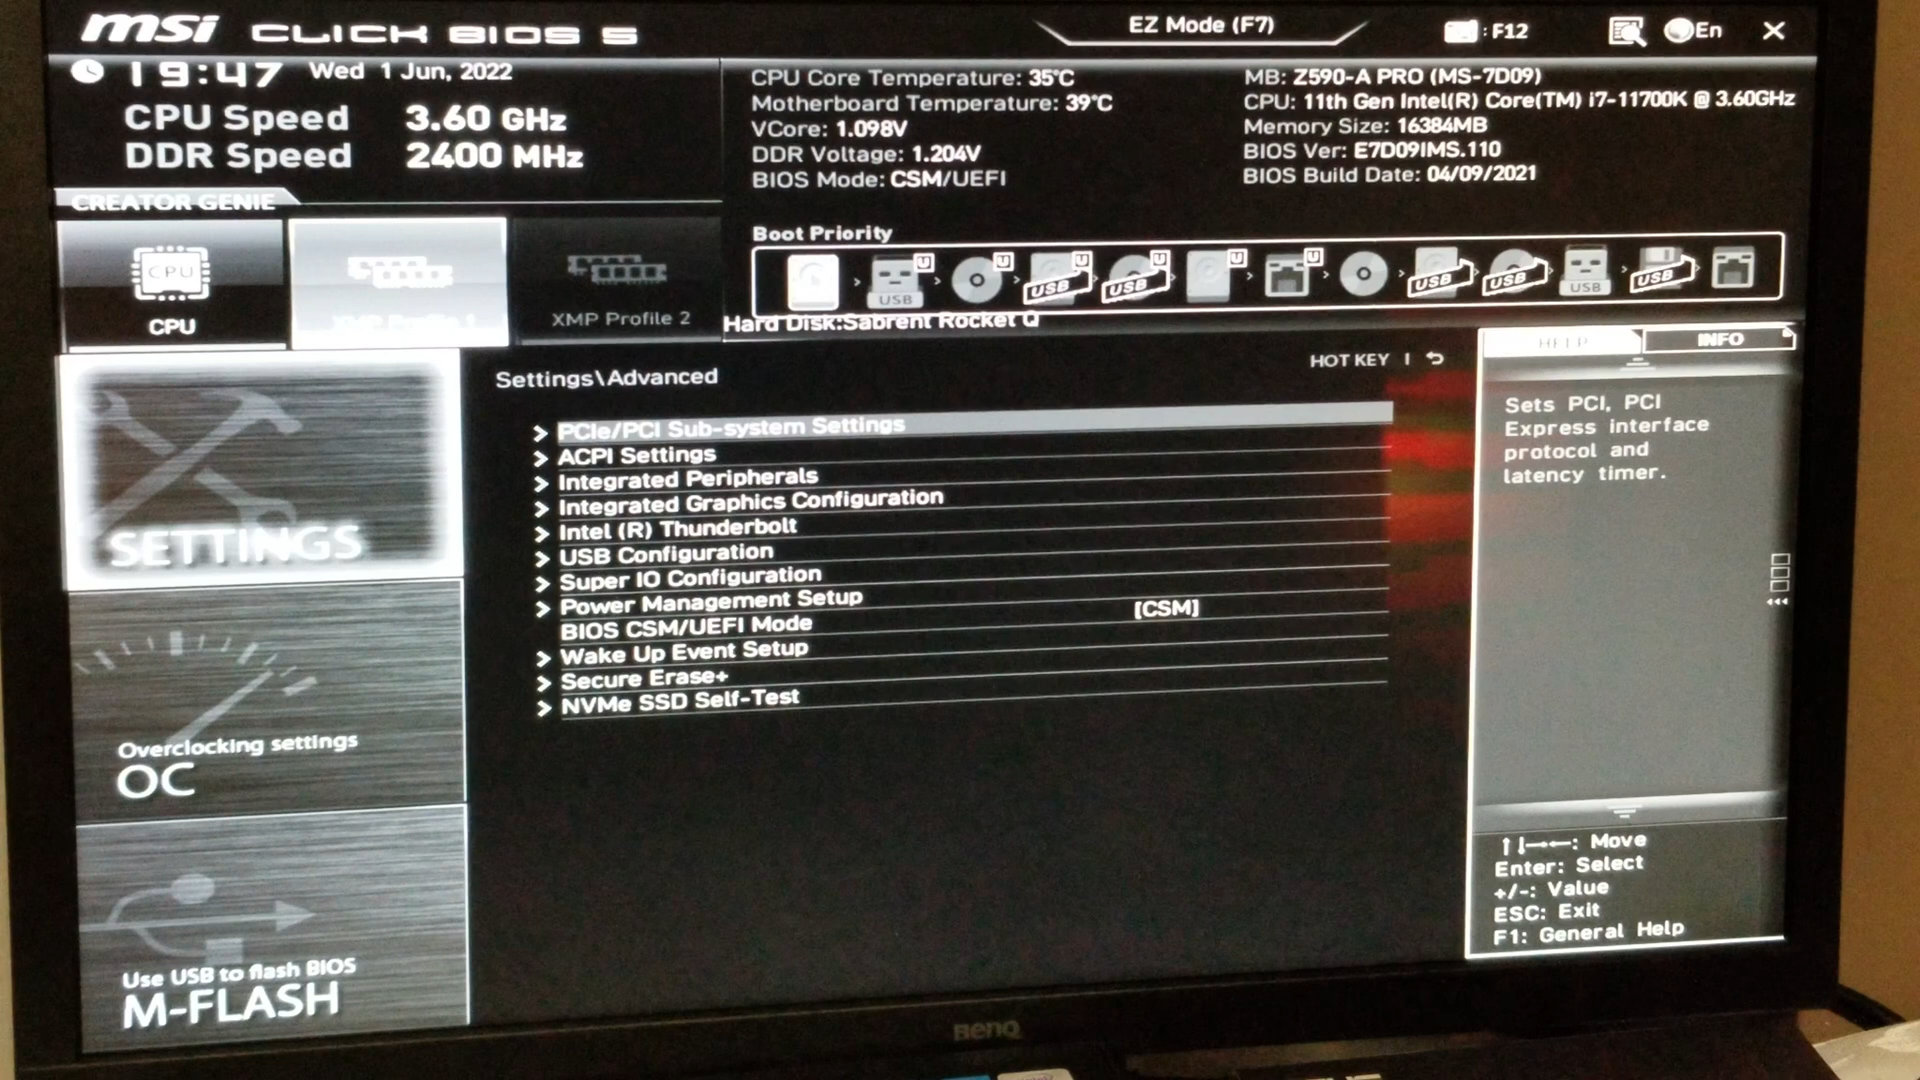 msi CLICK BIOS 5
EZ Mode (F7)
: F12
En
X
19:47 Wed 1 Jun, 2022
CPU Speed 3.60 GHz
DDR Speed 2400 MHz
CPU Core Temperature: 35°C
Motherboard Temperature: 39°C
VCore: 1.098V
DDR Voltage: 1.204V
BIOS Mode: CSM/UEFI
MB: Z590-A PRO (MS-7D09)
CPU: 11th Gen Intel(R) Core(TM) i7-11700K @ 3.60GHz
Memory Size: 16384MB
BIOS Ver: E7D09IMS.110
BIOS Build Date: 04/09/2021
CREATOR GENIE
CPU
CPU
XMP Profile 1
XMP Profile 2
Boot Priority
U U U U U U
USB USB USB USB USB USB USB
Hard Disk:Sabrent Rocket Q
SETTINGS
Overclocking settings
OC
Use USB to flash BIOS
M-FLASH
Settings\Advanced
HOT KEY |
> PCIe/PCI Sub-system Settings
> ACPI Settings
> Integrated Peripherals
> Integrated Graphics Configuration
> Intel (R) Thunderbolt
> USB Configuration
> Super IO Configuration
> Power Management Setup
BIOS CSM/UEFI Mode [CSM]
> Wake Up Event Setup
> Secure Erase+
> NVMe SSD Self-Test
HELP
INFO
Sets PCI, PCI
Express interface
protocol and
latency timer.
↑↓→←: Move
Enter: Select
+/-: Value
ESC: Exit
F1: General Help
BenQ